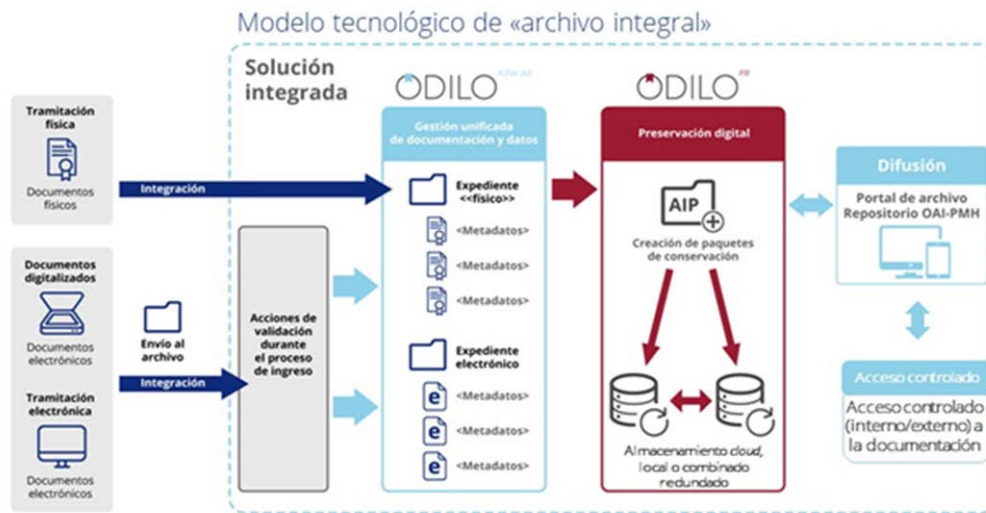 Modelo tecnológico de «archivo integral»
Solución
integrada
Tramitación
física
Documentos
físicos
Documentos
digitalizados
Documentos
electrónicos
Tramitación
electrónica
Documentos
electrónicos
Integración
Envío al
archivo
Integración
Acciones de
validación
durante
el proceso
de ingreso
ODILO
Gestión unificada
de documentación y datos
Expediente
<<físico>>
<Metadatos>
<Metadatos>
<Metadatos>
Expediente
electrónico
e <Metadatos>
e <Metadatos>
e <Metadatos>
ODILO PR
Preservación digital
AIP
Creación de paquetes
de conservación
Almacenamiento cloud,
local o combinado
redundado
Difusión
Portal de archivo
Repositorio OAI-PMH
Acceso controlado
Acceso controlado
(interno/externo) a
la documentación